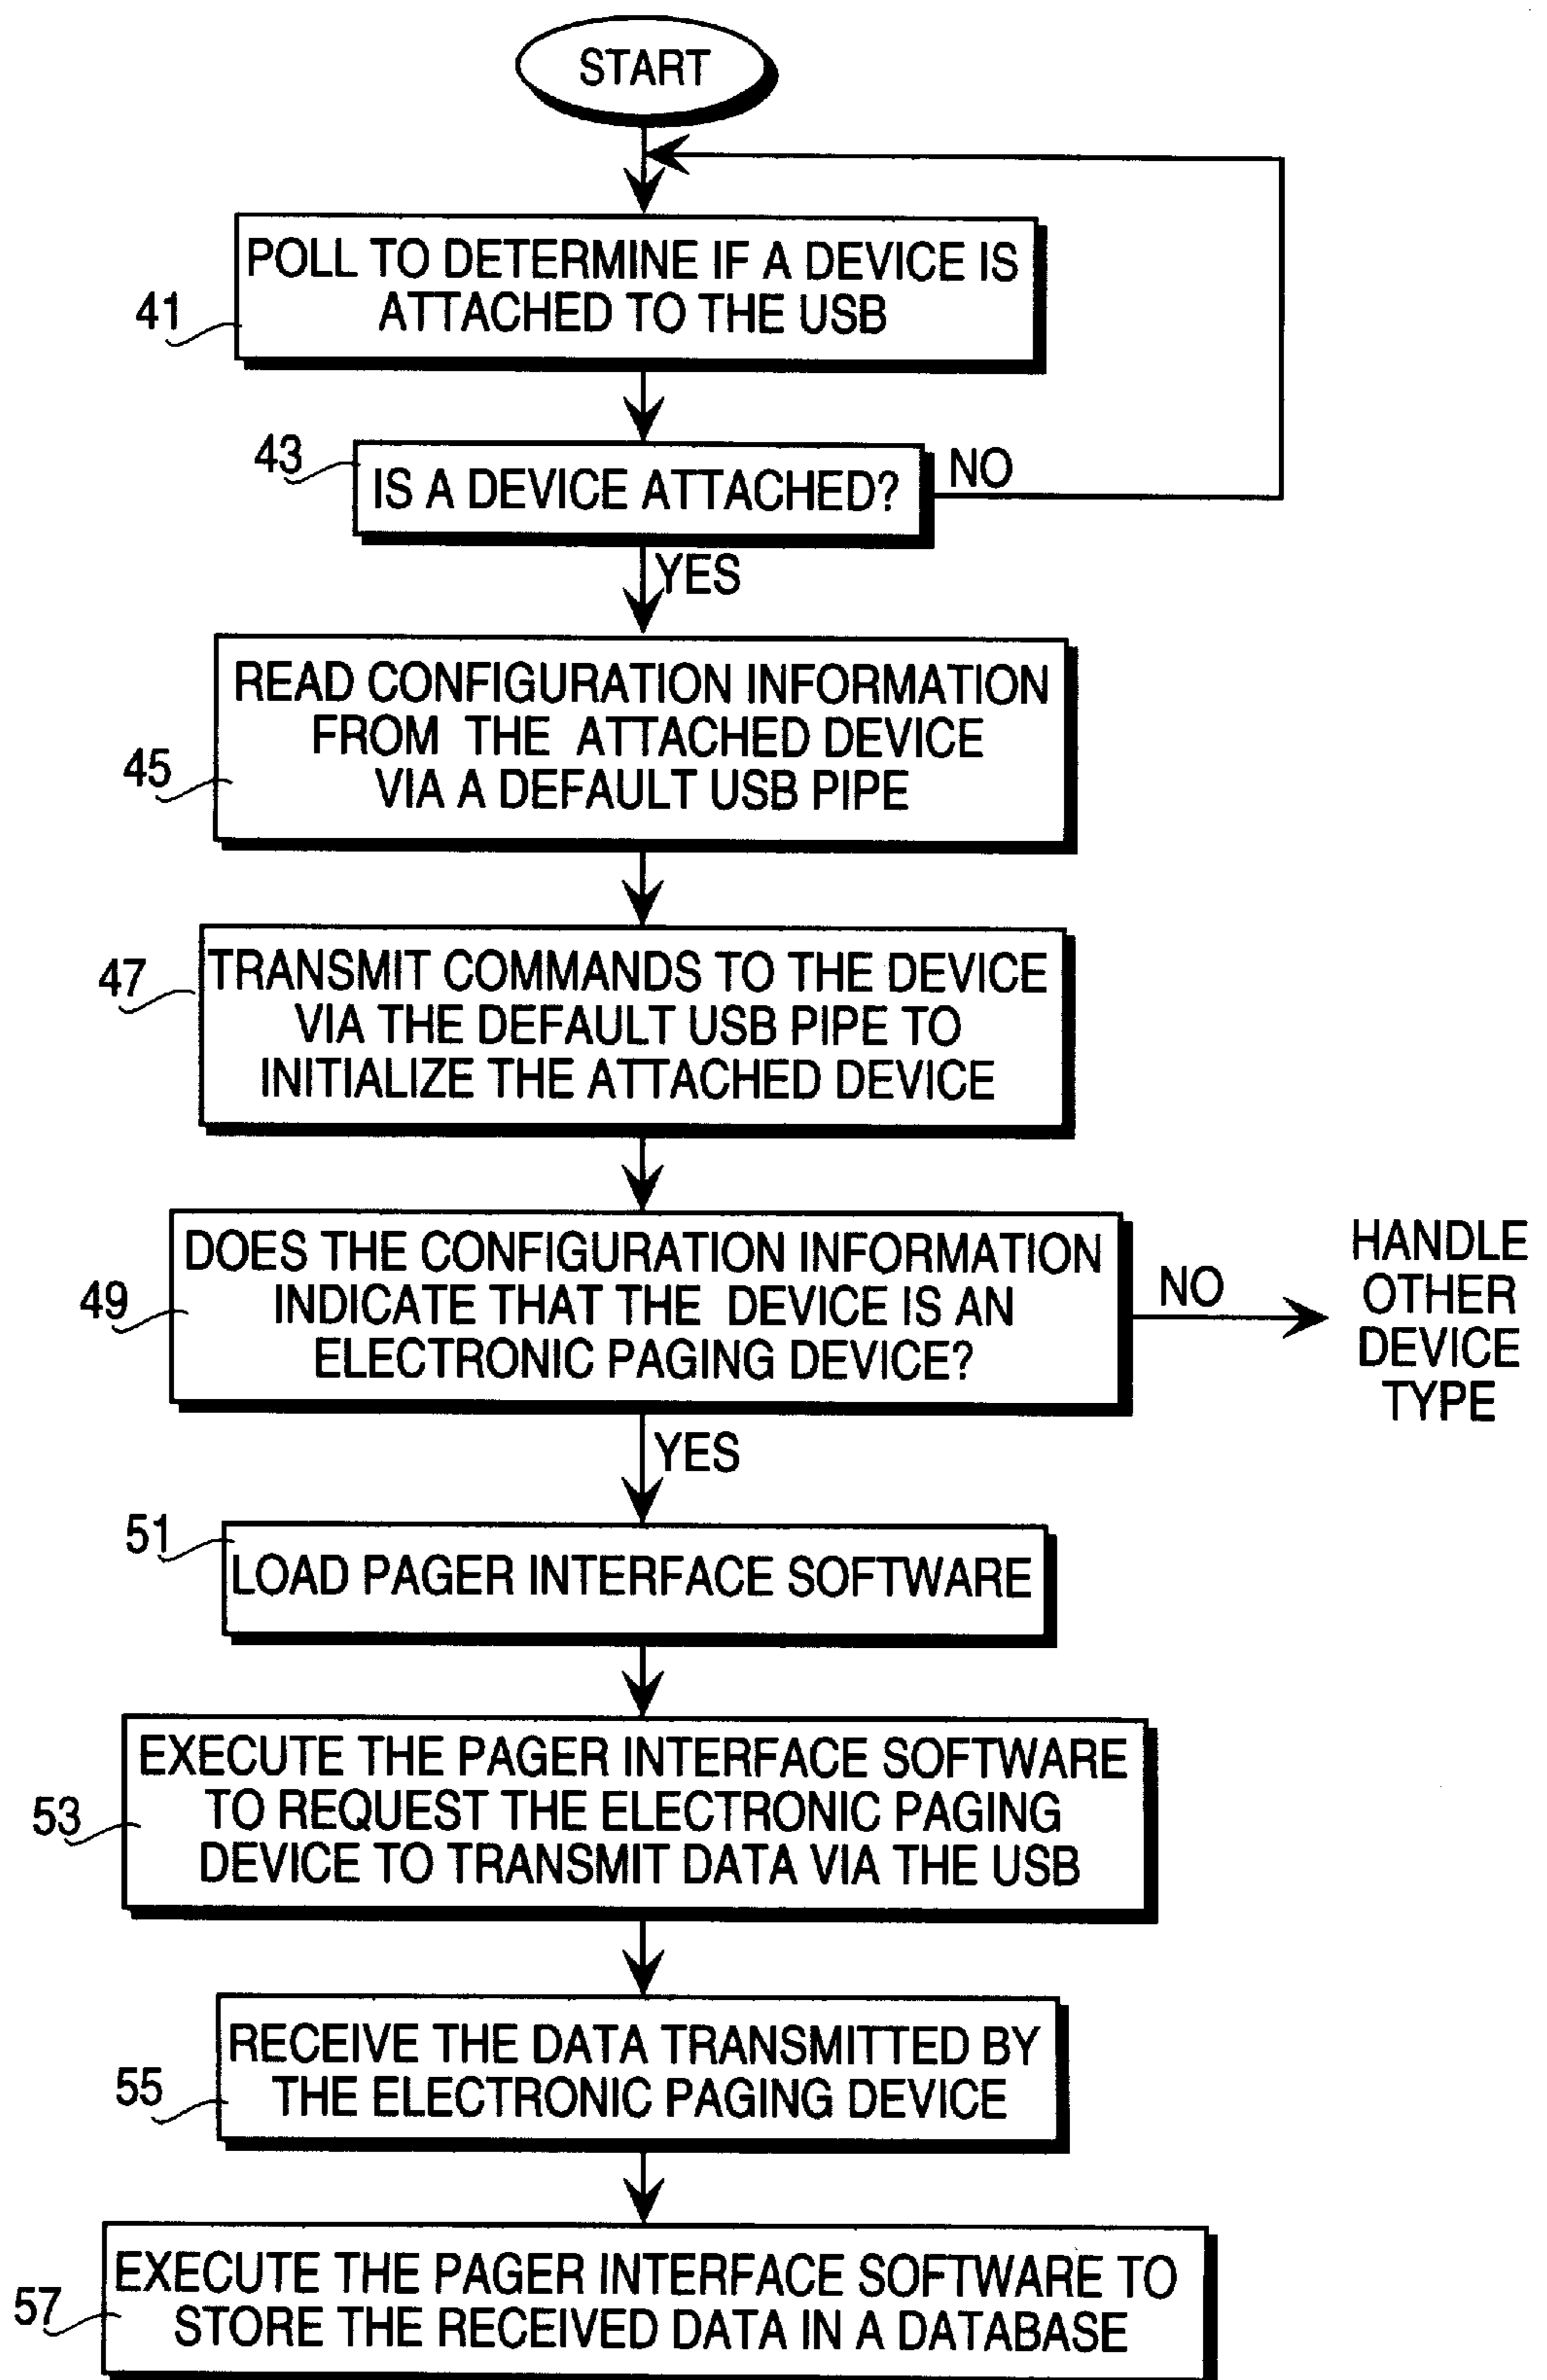 START
POLL TO DETERMINE IF A DEVICE IS
ATTACHED TO THE USB
41
43
IS A DEVICE ATTACHED?
NO
YES
READ CONFIGURATION INFORMATION
FROM THE ATTACHED DEVICE
VIA A DEFAULT USB PIPE
45
47
TRANSMIT COMMANDS TO THE DEVICE
VIA THE DEFAULT USB PIPE TO
INITIALIZE THE ATTACHED DEVICE
DOES THE CONFIGURATION INFORMATION
INDICATE THAT THE DEVICE IS AN
ELECTRONIC PAGING DEVICE?
49
NO
HANDLE
OTHER
DEVICE
TYPE
YES
51
LOAD PAGER INTERFACE SOFTWARE
EXECUTE THE PAGER INTERFACE SOFTWARE
TO REQUEST THE ELECTRONIC PAGING
DEVICE TO TRANSMIT DATA VIA THE USB
53
RECEIVE THE DATA TRANSMITTED BY
THE ELECTRONIC PAGING DEVICE
55
EXECUTE THE PAGER INTERFACE SOFTWARE TO
STORE THE RECEIVED DATA IN A DATABASE
57